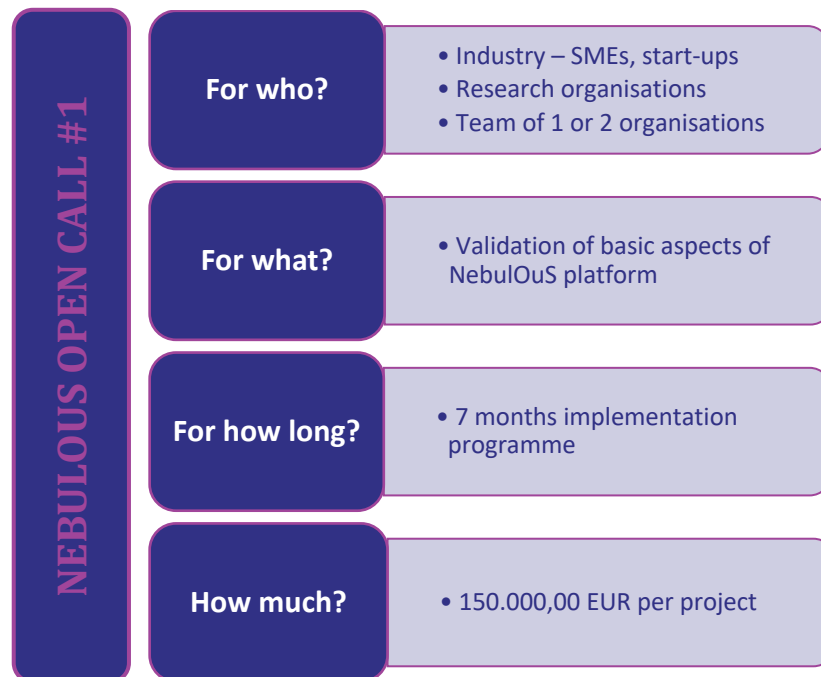 NEBULOUS OPEN CALL #1
For who?
• Industry – SMEs, start-ups
• Research organisations
• Team of 1 or 2 organisations
For what?
• Validation of basic aspects of
NebulOuS platform
For how long?
• 7 months implementation
programme
How much?
• 150.000,00 EUR per project